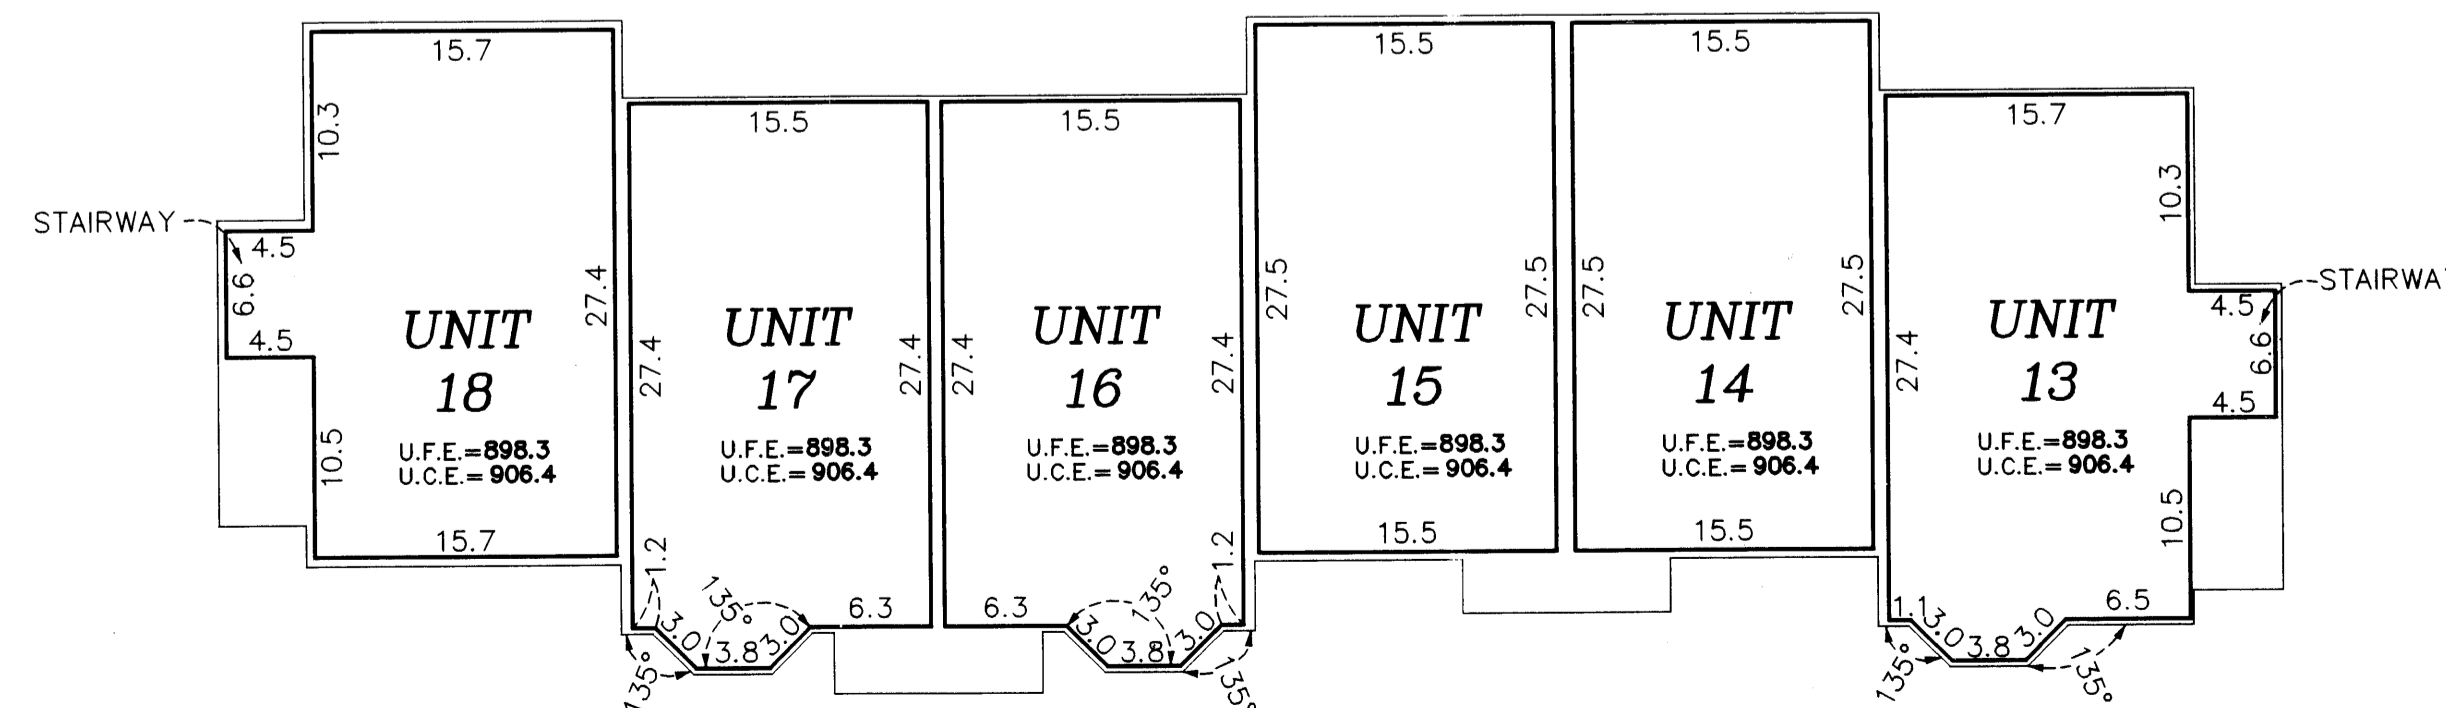 15.7
10.3
STAIRWAY
4.5
6.6
4.5
27.4
UNIT
18
U.F.E.=898.3
U.C.E.=906.4
10.5
15.7
15.5
27.4
27.4
UNIT
17
U.F.E.=898.3
U.C.E.=906.4
1.2
135°
3.0
3.8
3.0
6.3
135°
15.5
27.4
27.4
UNIT
16
U.F.E.=898.3
U.C.E.=906.4
1.2
135°
6.3
3.0
3.8
3.0
135°
15.5
27.5
27.5
UNIT
15
U.F.E.=898.3
U.C.E.=906.4
15.5
15.5
27.5
27.5
UNIT
14
U.F.E.=898.3
U.C.E.=906.4
15.5
15.7
10.3
STAIRWA
4.5
6.6
4.5
27.4
UNIT
13
U.F.E.=898.3
U.C.E.=906.4
10.5
1.1
3.0
3.8
3.0
6.5
135°
135°